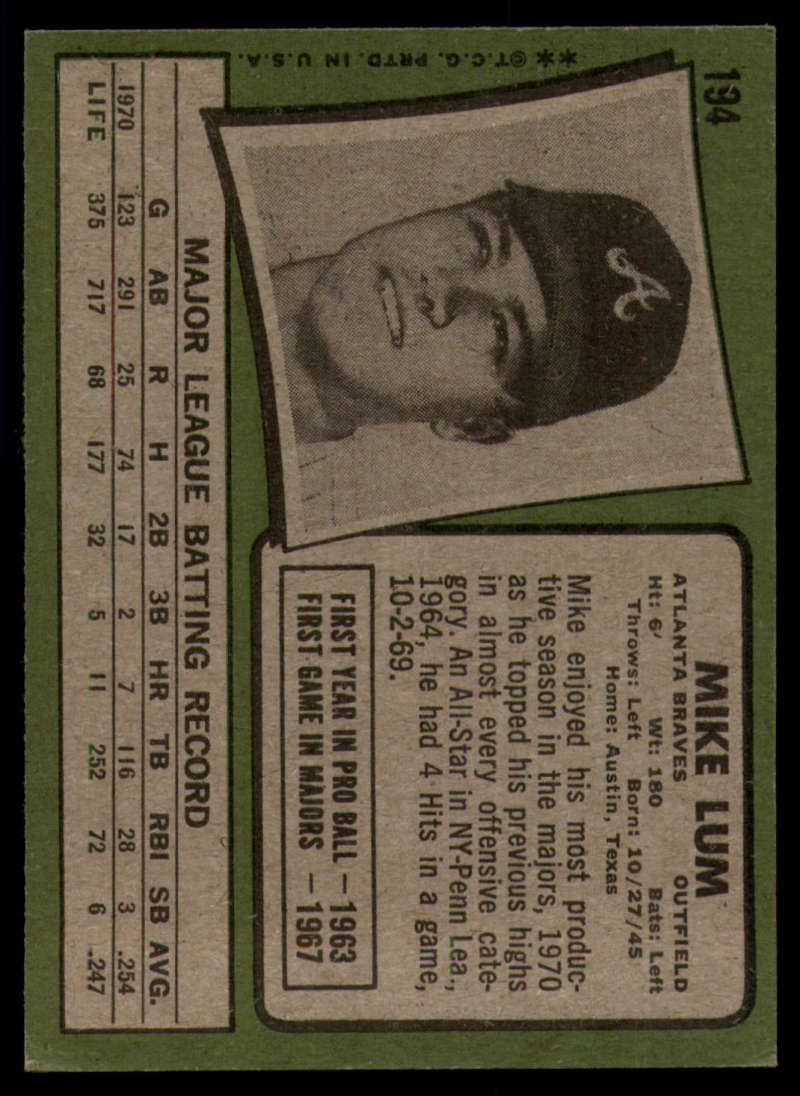 194
MIKE LUM
ATLANTA BRAVES OUTFIELD
Ht: 6' Wt: 180 Bats: Left
Throws: Left Born: 10/27/45
Home: Austin, Texas
Mike enjoyed his most produc-
tive season in the majors, 1970
as he topped his previous highs
in almost every offensive cate-
gory. An All-Star in NY-Penn Lea.,
1964, he had 4 Hits in a game,
10-2-69.
FIRST YEAR IN PRO BALL — 1963
FIRST GAME IN MAJORS — 1967
A
MAJOR LEAGUE BATTING RECORD
G AB R H 2B 3B HR TB RBI SB AVG.
1970 123 291 25 74 17 2 7 116 28 3 .254
LIFE 375 717 68 177 32 5 11 252 72 6 .247
**©T.C.G. PRTD. IN U.S.A.